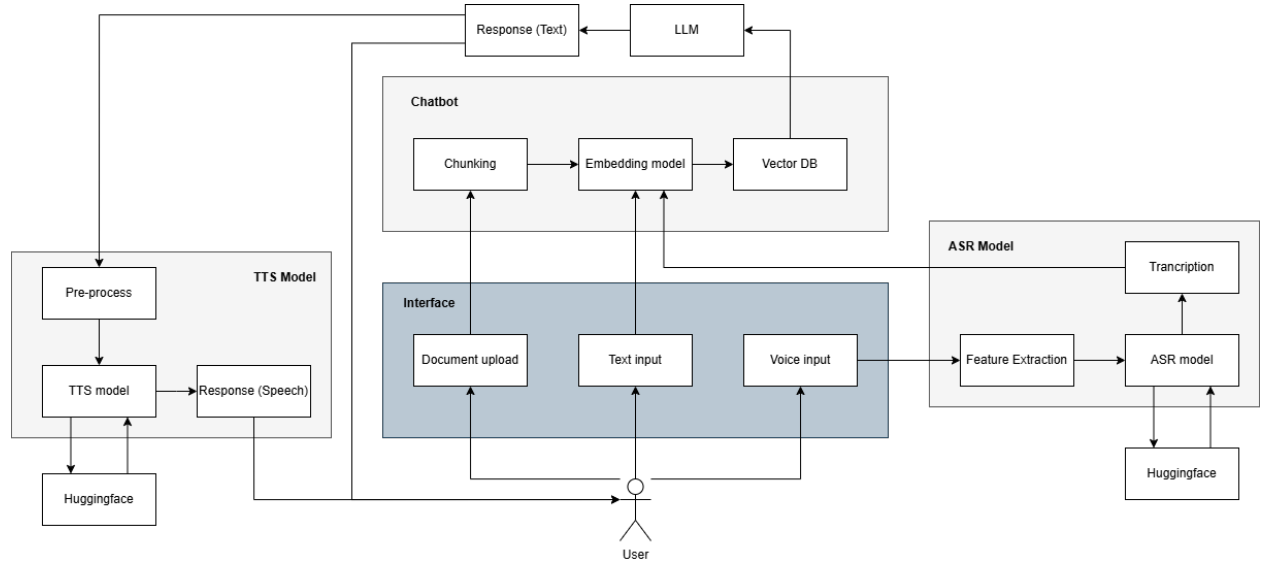 Response (Text)
LLM
Chatbot
Chunking
Embedding model
Vector DB
ASR Model
Trancription
TTS Model
Pre-process
Interface
Document upload
Text input
Voice input
Feature Extraction
ASR model
TTS model
Response (Speech)
Huggingface
Huggingface
User